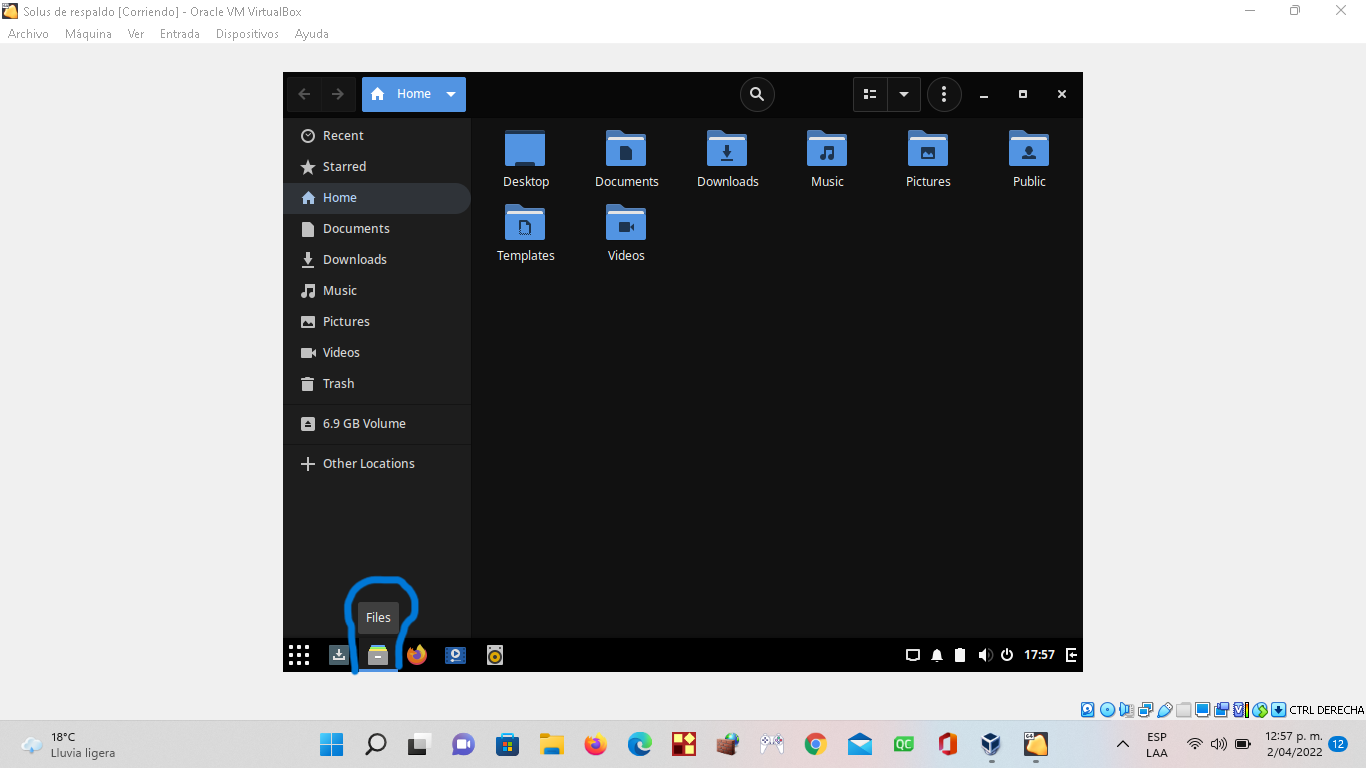 Solus de respaldo [Corriendo] - Oracle VM VirtualBox
Archivo Máquina Ver Entrada Dispositivos Ayuda
Home
Recent
Starred
Home
Documents
Downloads
Music
Pictures
Videos
Trash
6.9 GB Volume
Other Locations
Desktop Documents Downloads Music Pictures Public
Templates Videos
Files
17:57
CTRL DERECHA
18°C
Lluvia ligera
QC
ESP
LAA
12:57 p. m.
2/04/2022
12